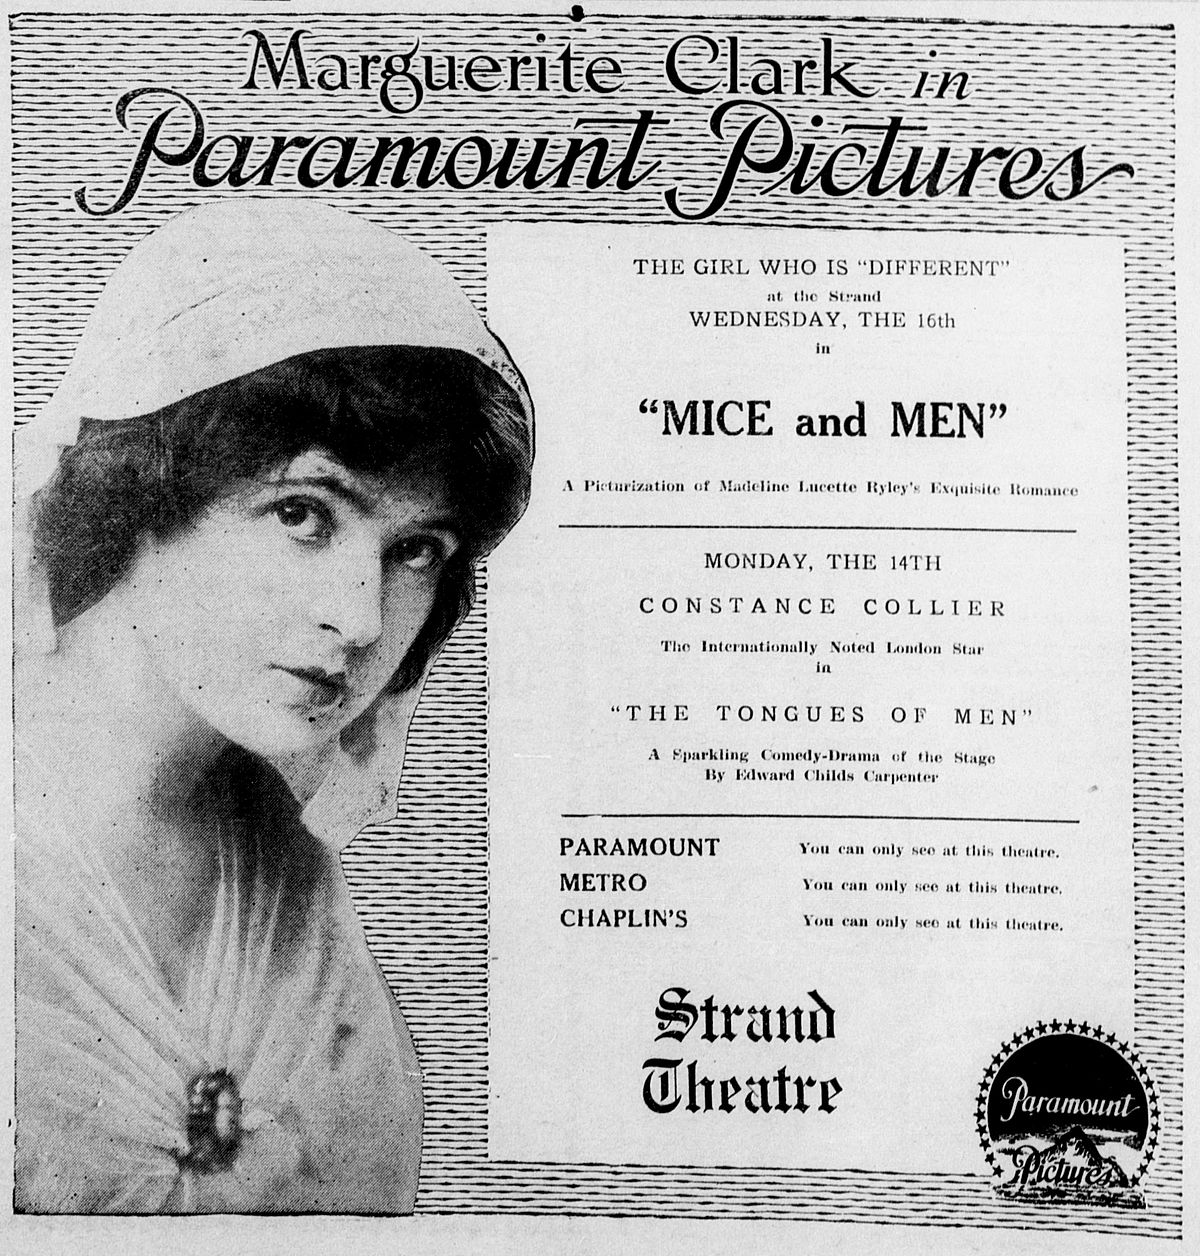 Marguerite Clark in
Paramount Pictures
THE GIRL WHO IS "DIFFERENT"
at the Strand
WEDNESDAY, THE 16th
in
"MICE and MEN"
A Picturization of Madeline Lucette Ryley's Exquisite Romance
MONDAY, THE 14TH
CONSTANCE COLLIER
The Internationally Noted London Star
in
"THE TONGUES OF MEN"
A Sparkling Comedy-Drama of the Stage
By Edward Childs Carpenter
PARAMOUNT You can only see at this theatre.
METRO You can only see at this theatre.
CHAPLIN'S You can only see at this theatre.
Strand
Theatre
Paramount
Pictures